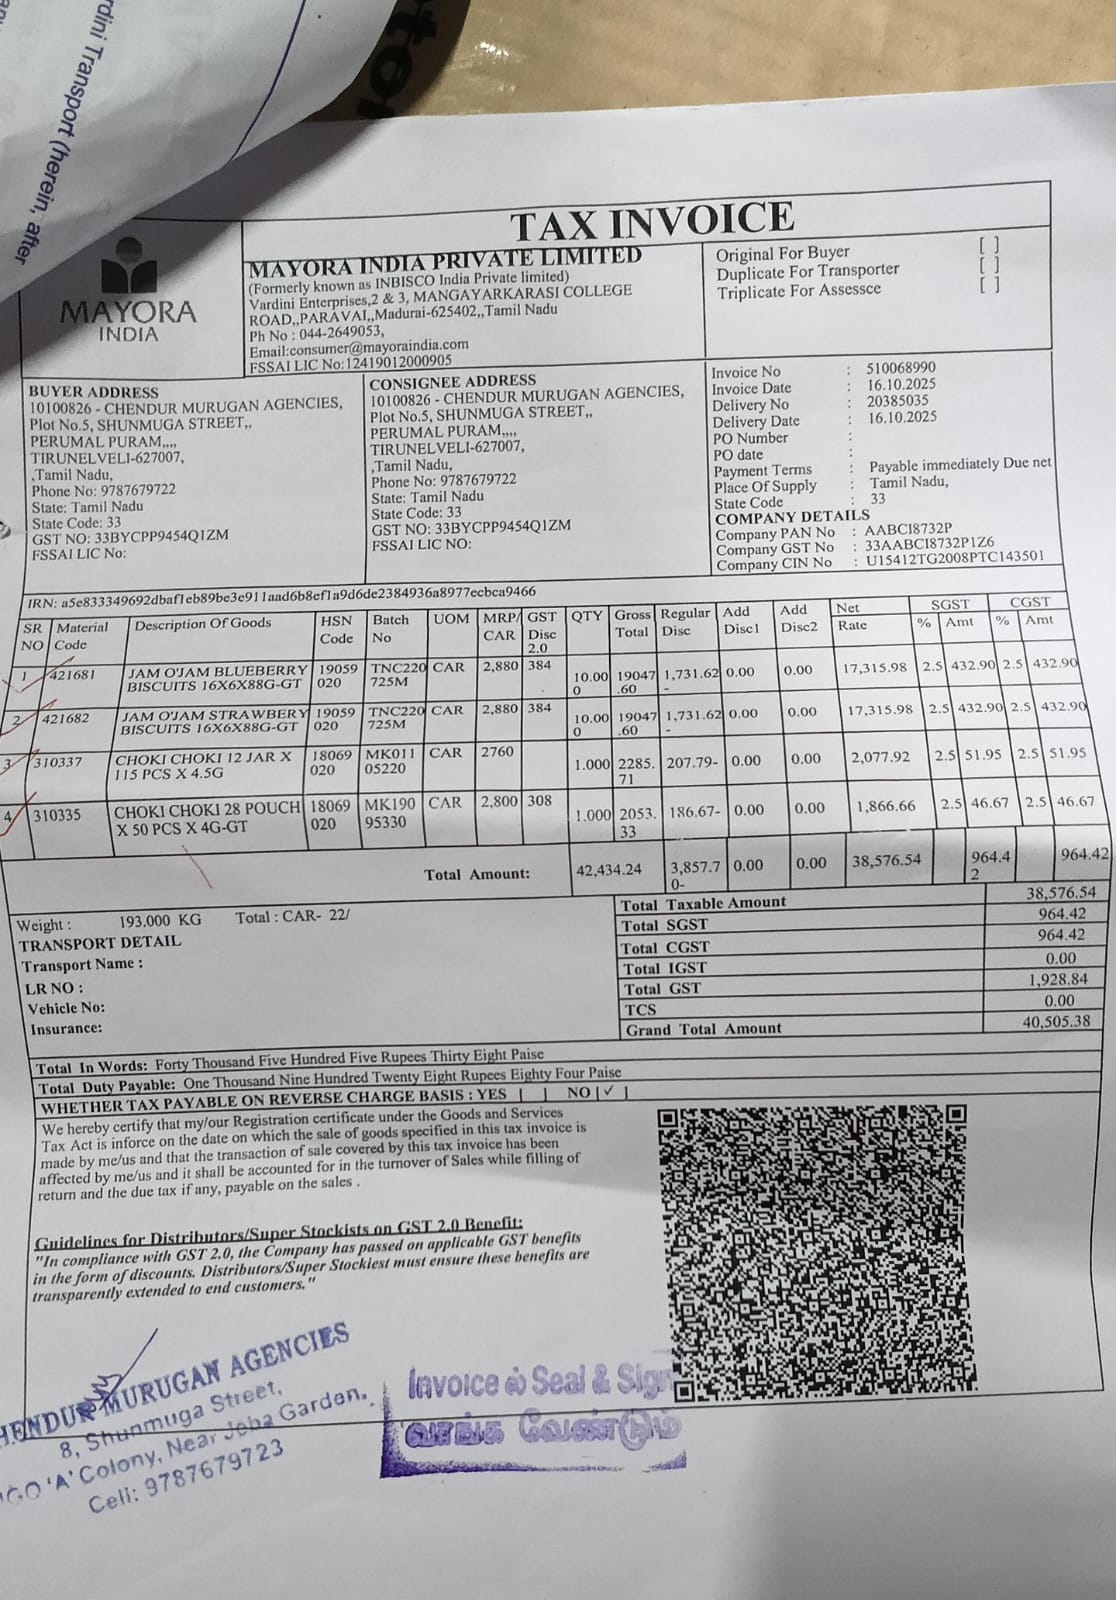 rdini Transport (herein, after
TAX INVOICE
MAYORA
INDIA
MAYORA INDIA PRIVATE LIMITED
(Formerly known as INBISCO India Private limited)
Vardini Enterprises,2 & 3, MANGAYARKARASI COLLEGE
ROAD,,PARAVAI,,Madurai-625402,,Tamil Nadu
Ph No : 044-2649053,
Email:consumer@mayoraindia.com
FSSAI LIC No:12419012000905
Original For Buyer [ ]
Duplicate For Transporter [ ]
Triplicate For Assessce [ ]
BUYER ADDRESS
10100826 - CHENDUR MURUGAN AGENCIES,
Plot No.5, SHUNMUGA STREET,,
PERUMAL PURAM,,,,
TIRUNELVELI-627007,
,Tamil Nadu,
Phone No: 9787679722
State: Tamil Nadu
State Code: 33
GST NO: 33BYCPP9454Q1ZM
FSSAI LIC No:
CONSIGNEE ADDRESS
10100826 - CHENDUR MURUGAN AGENCIES,
Plot No.5, SHUNMUGA STREET,,
PERUMAL PURAM,,,,
TIRUNELVELI-627007,
,Tamil Nadu,
Phone No: 9787679722
State: Tamil Nadu
State Code: 33
GST NO: 33BYCPP9454Q1ZM
FSSAI LIC NO:
Invoice No : 510068990
Invoice Date : 16.10.2025
Delivery No : 20385035
Delivery Date : 16.10.2025
PO Number :
PO date :
Payment Terms : Payable immediately Due net
Place Of Supply : Tamil Nadu,
State Code : 33
COMPANY DETAILS
Company PAN No : AABCI8732P
Company GST No : 33AABCI8732P1Z6
Company CIN No : U15412TG2008PTC143501
IRN: a5e833349692dbaf1eb89be3e911aad6b8ef1a9d6de2384936a8977ecbca9466
SR Material Description Of Goods HSN Batch UOM MRP/ GST QTY Gross Regular Add Add Net SGST CGST
NO Code Code No CAR Disc Total Disc Disc1 Disc2 Rate % Amt % Amt
2.0
1 421681 JAM O'JAM BLUEBERRY 19059 TNC220 CAR 2,880 384 10.00 19047 1,731.62 0.00 0.00 17,315.98 2.5 432.90 2.5 432.90
BISCUITS 16X6X88G-GT 020 725M 0 .60 -
2 421682 JAM O'JAM STRAWBERY 19059 TNC220 CAR 2,880 384 10.00 19047 1,731.62 0.00 0.00 17,315.98 2.5 432.90 2.5 432.90
BISCUITS 16X6X88G-GT 020 725M 0 .60 -
3 310337 CHOKI CHOKI 12 JAR X 18069 MK011 CAR 2760 1.000 2285. 207.79- 0.00 0.00 2,077.92 2.5 51.95 2.5 51.95
115 PCS X 4.5G 020 05220 71
4 310335 CHOKI CHOKI 28 POUCH 18069 MK190 CAR 2,800 308 1.000 2053. 186.67- 0.00 0.00 1,866.66 2.5 46.67 2.5 46.67
X 50 PCS X 4G-GT 020 95330 33
Total Amount: 42,434.24 3,857.7 0.00 0.00 38,576.54 964.4 964.42
0- 2
Weight : 193.000 KG Total : CAR- 22/
TRANSPORT DETAIL
Transport Name :
LR NO :
Vehicle No:
Insurance:
Total Taxable Amount 38,576.54
Total SGST 964.42
Total CGST 964.42
Total IGST 0.00
Total GST 1,928.84
TCS 0.00
Grand Total Amount 40,505.38
Total In Words: Forty Thousand Five Hundred Five Rupees Thirty Eight Paise
Total Duty Payable: One Thousand Nine Hundred Twenty Eight Rupees Eighty Four Paise
WHETHER TAX PAYABLE ON REVERSE CHARGE BASIS : YES [ ] NO [✓ ]
We hereby certify that my/our Registration certificate under the Goods and Services
Tax Act is inforce on the date on which the sale of goods specified in this tax invoice is
made by me/us and that the transaction of sale covered by this tax invoice has been
affected by me/us and it shall be accounted for in the turnover of Sales while filling of
return and the due tax if any, payable on the sales .
Guidelines for Distributors/Super Stockists on GST 2.0 Benefit:
"In compliance with GST 2.0, the Company has passed on applicable GST benefits
in the form of discounts. Distributors/Super Stockiest must ensure these benefits are
transparently extended to end customers."
HENDUR MURUGAN AGENCIES
8, Shunmuga Street,
NGO 'A' Colony, Near Jeba Garden.
Cell: 9787679723
Invoice ல் Seal & Sign
வாங்க வேண்டும்